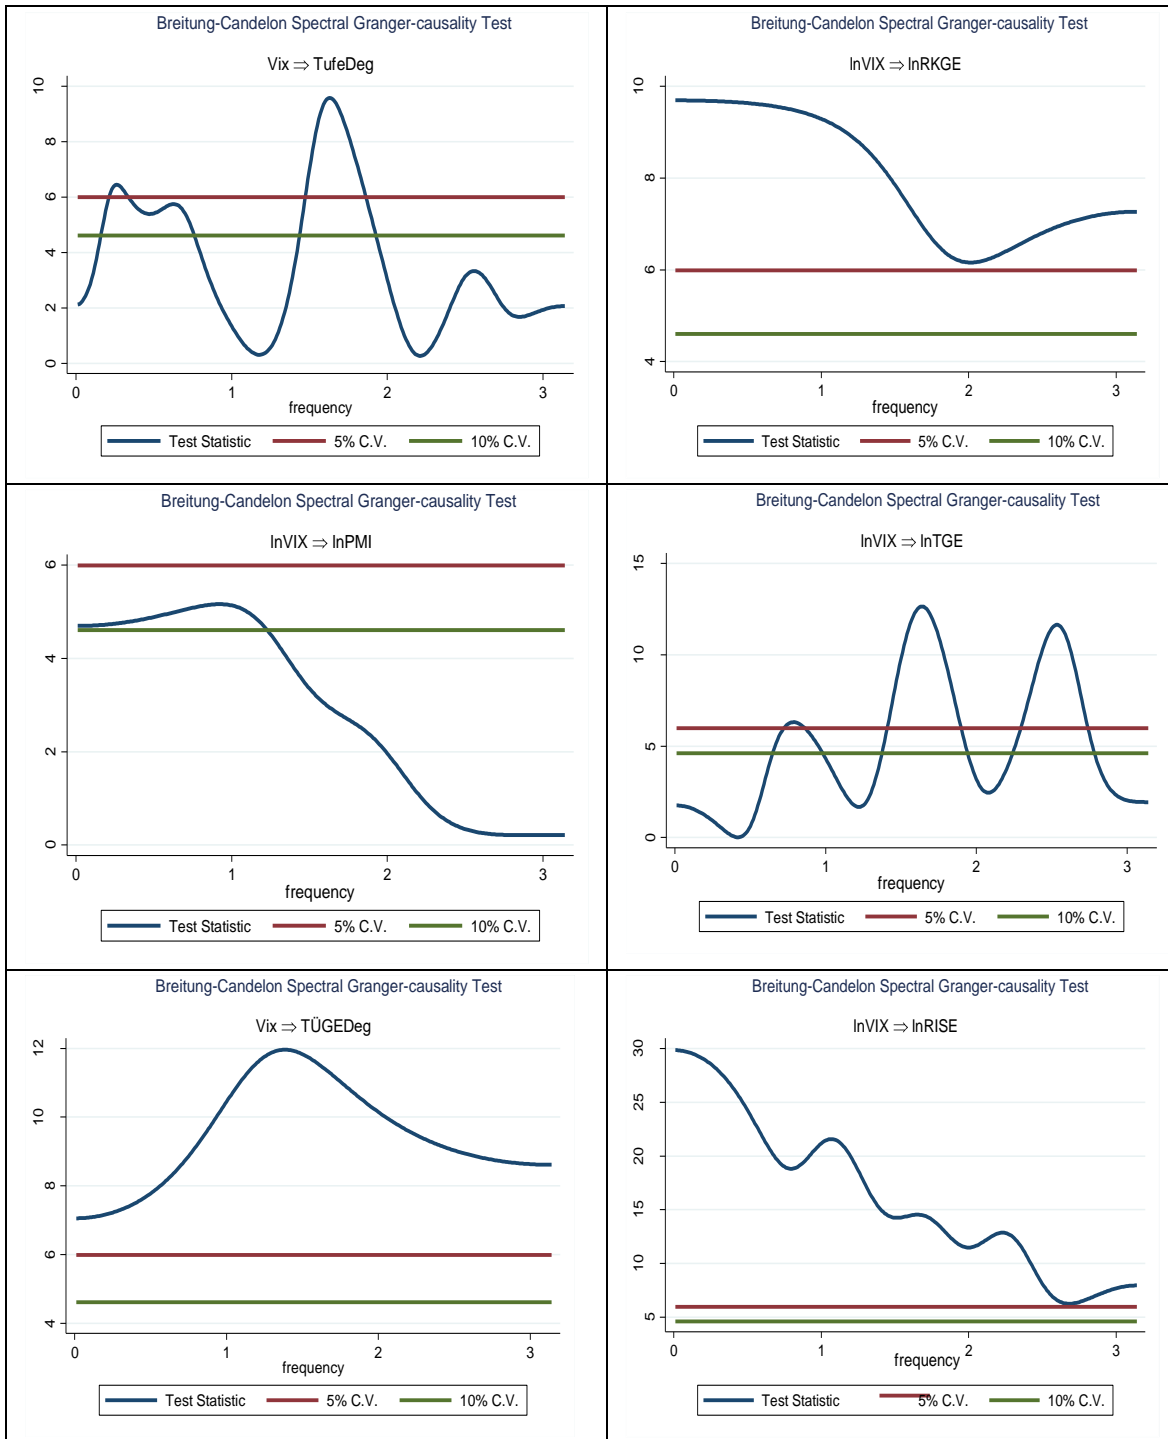 Breitung-Candelon Spectral Granger-causality Test
Vix ⇒ TufeDeg
10
8
6
4
2
0
0 1 2 3
frequency
Test Statistic 5% C.V. 10% C.V.
Breitung-Candelon Spectral Granger-causality Test
lnVIX ⇒ lnRKGE
10
8
6
4
0 1 2 3
frequency
Test Statistic 5% C.V. 10% C.V.
Breitung-Candelon Spectral Granger-causality Test
lnVIX ⇒ lnPMI
6
4
2
0
0 1 2 3
frequency
Test Statistic 5% C.V. 10% C.V.
Breitung-Candelon Spectral Granger-causality Test
lnVIX ⇒ lnTGE
15
10
5
0
0 1 2 3
frequency
Test Statistic 5% C.V. 10% C.V.
Breitung-Candelon Spectral Granger-causality Test
Vix ⇒ TÜGEDeg
12
10
8
6
4
0 1 2 3
frequency
Test Statistic 5% C.V. 10% C.V.
Breitung-Candelon Spectral Granger-causality Test
lnVIX ⇒ lnRISE
30
25
20
15
10
5
0 1 2 3
frequency
Test Statistic 5% C.V. 10% C.V.